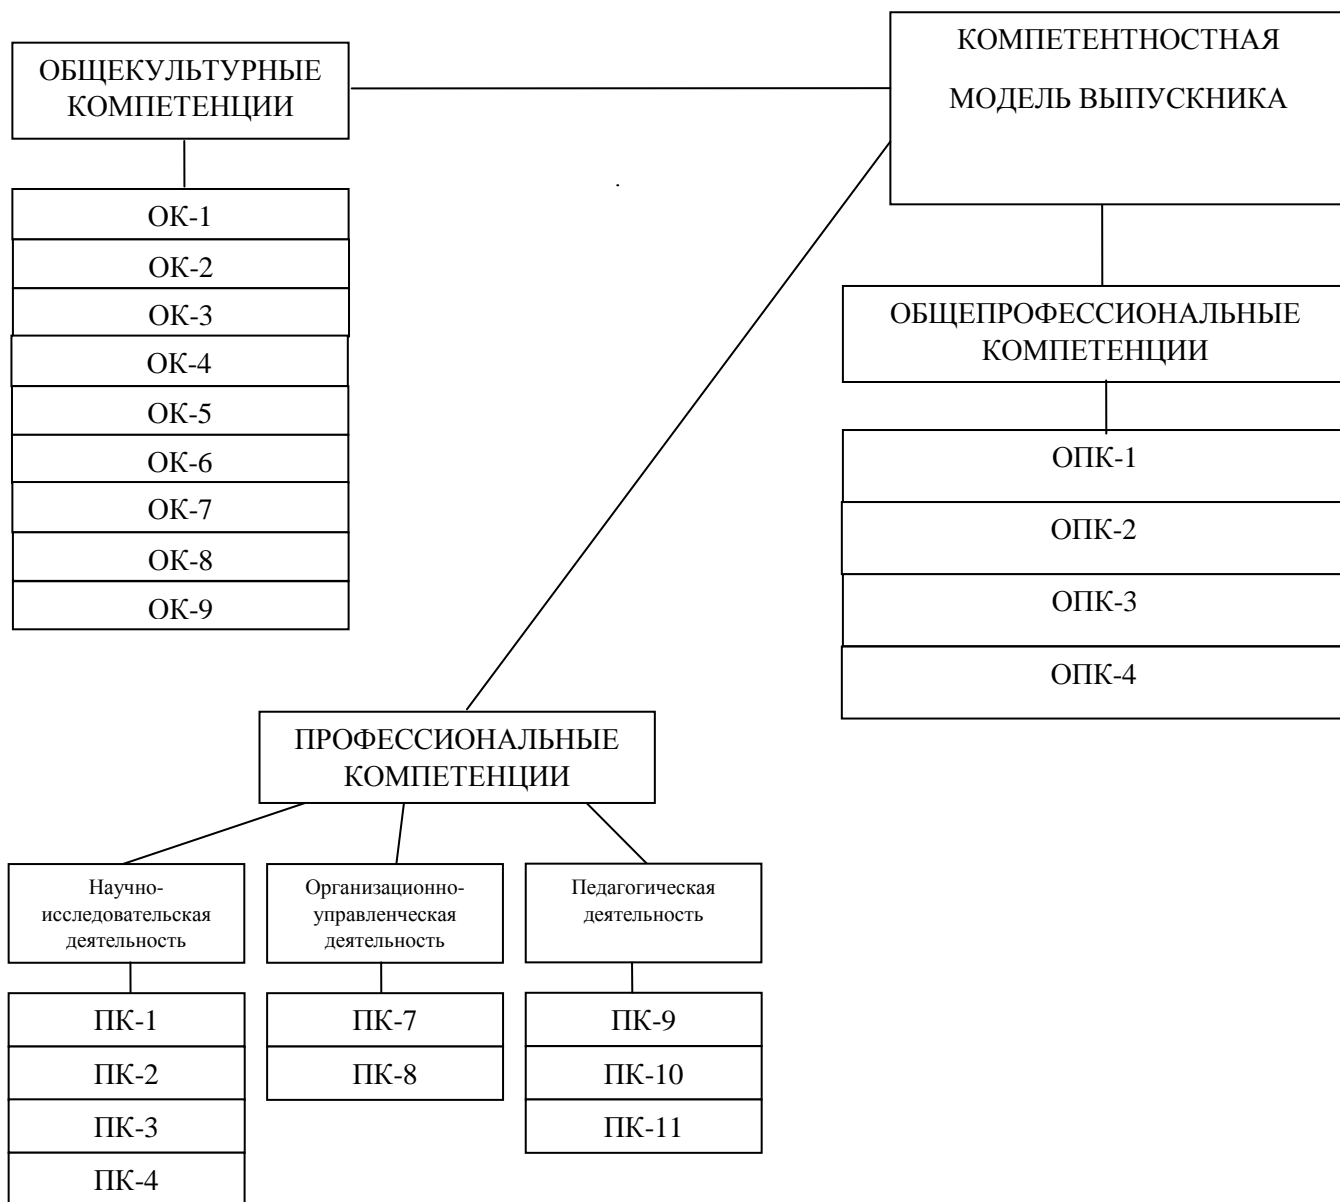 ОБЩЕКУЛЬТУРНЫЕ
КОМПЕТЕНЦИИ
КОМПЕТЕНТНОСТНАЯ
МОДЕЛЬ ВЫПУСКНИКА
ОК-1
ОК-2
ОК-3
ОК-4
ОК-5
ОК-6
ОК-7
ОК-8
ОК-9
ОБЩЕПРОФЕССИОНАЛЬНЫЕ
КОМПЕТЕНЦИИ
ОПК-1
ОПК-2
ОПК-3
ОПК-4
ПРОФЕССИОНАЛЬНЫЕ
КОМПЕТЕНЦИИ
Научно-
исследовательская
деятельность
ПК-1
ПК-2
ПК-3
ПК-4
Организационно-
управленческая
деятельность
ПК-7
ПК-8
Педагогическая
деятельность
ПК-9
ПК-10
ПК-11